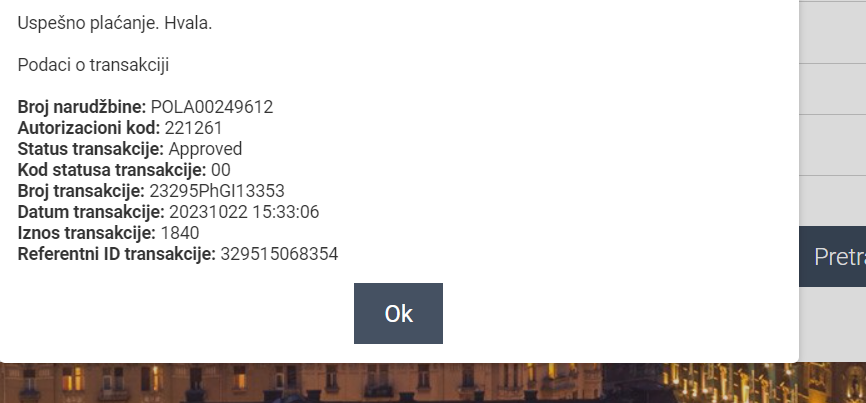 Uspešno plaćanje. Hvala.
Podaci o transakciji
Broj narudžbine: POLA00249612
Autorizacioni kod: 221261
Status transakcije: Approved
Kod statusa transakcije: 00
Broj transakcije: 23295PhGI13353
Datum transakcije: 20231022 15:33:06
Iznos transakcije: 1840
Referentni ID transakcije: 329515068354
Pretr
Ok